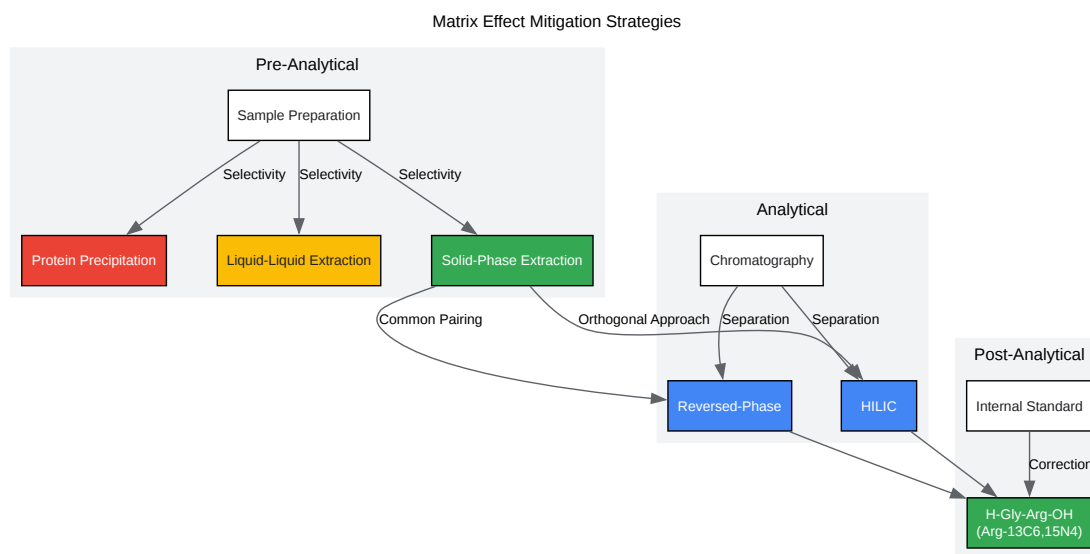 Matrix Effect Mitigation Strategies
Pre-Analytical
Sample Preparation
Selectivity
Selectivity
Selectivity
Protein Precipitation
Liquid-Liquid Extraction
Solid-Phase Extraction
Analytical
Chromatography
Common Pairing
Orthogonal Approach
Separation
Separation
Reversed-Phase
HILIC
Post-Analytical
Internal Standard
Correction
H-Gly-Arg-OH
(Arg-13C6,15N4)